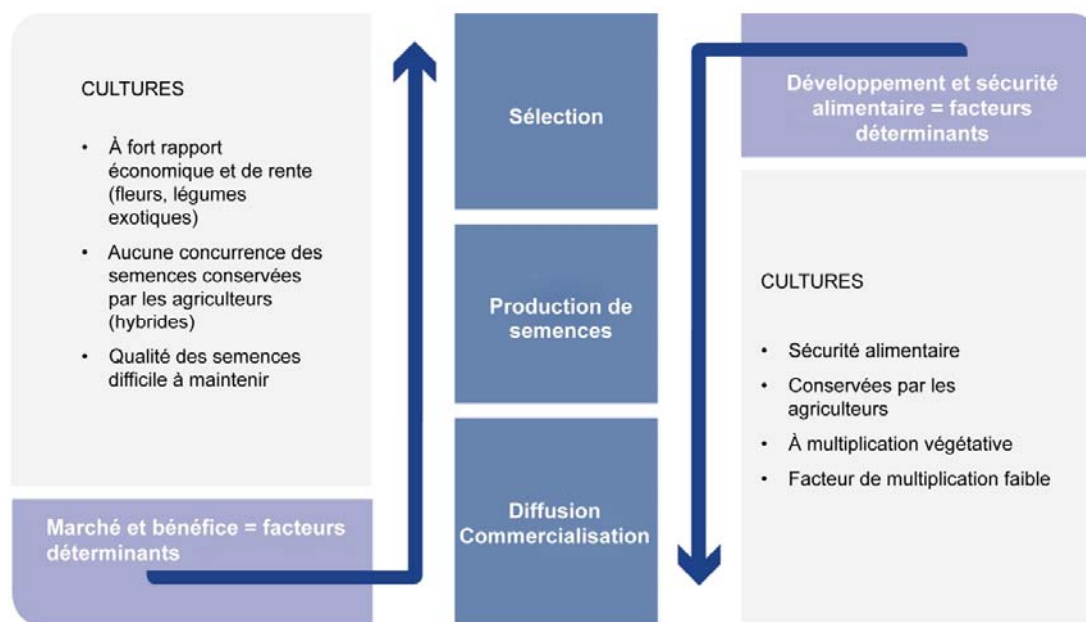 CULTURES
• À fort rapport
économique et de rente
(fleurs, légumes
exotiques)
• Aucune concurrence des
semences conservées
par les agriculteurs
(hybrides)
• Qualité des semences
difficile à maintenir
Marché et bénéfice = facteurs
déterminants
Sélection
Production de
semences
Diffusion
Commercialisation
Développement et sécurité
alimentaire = facteurs
déterminants
CULTURES
• Sécurité alimentaire
• Conservées par les
agriculteurs
• À multiplication végétative
• Facteur de multiplication faible